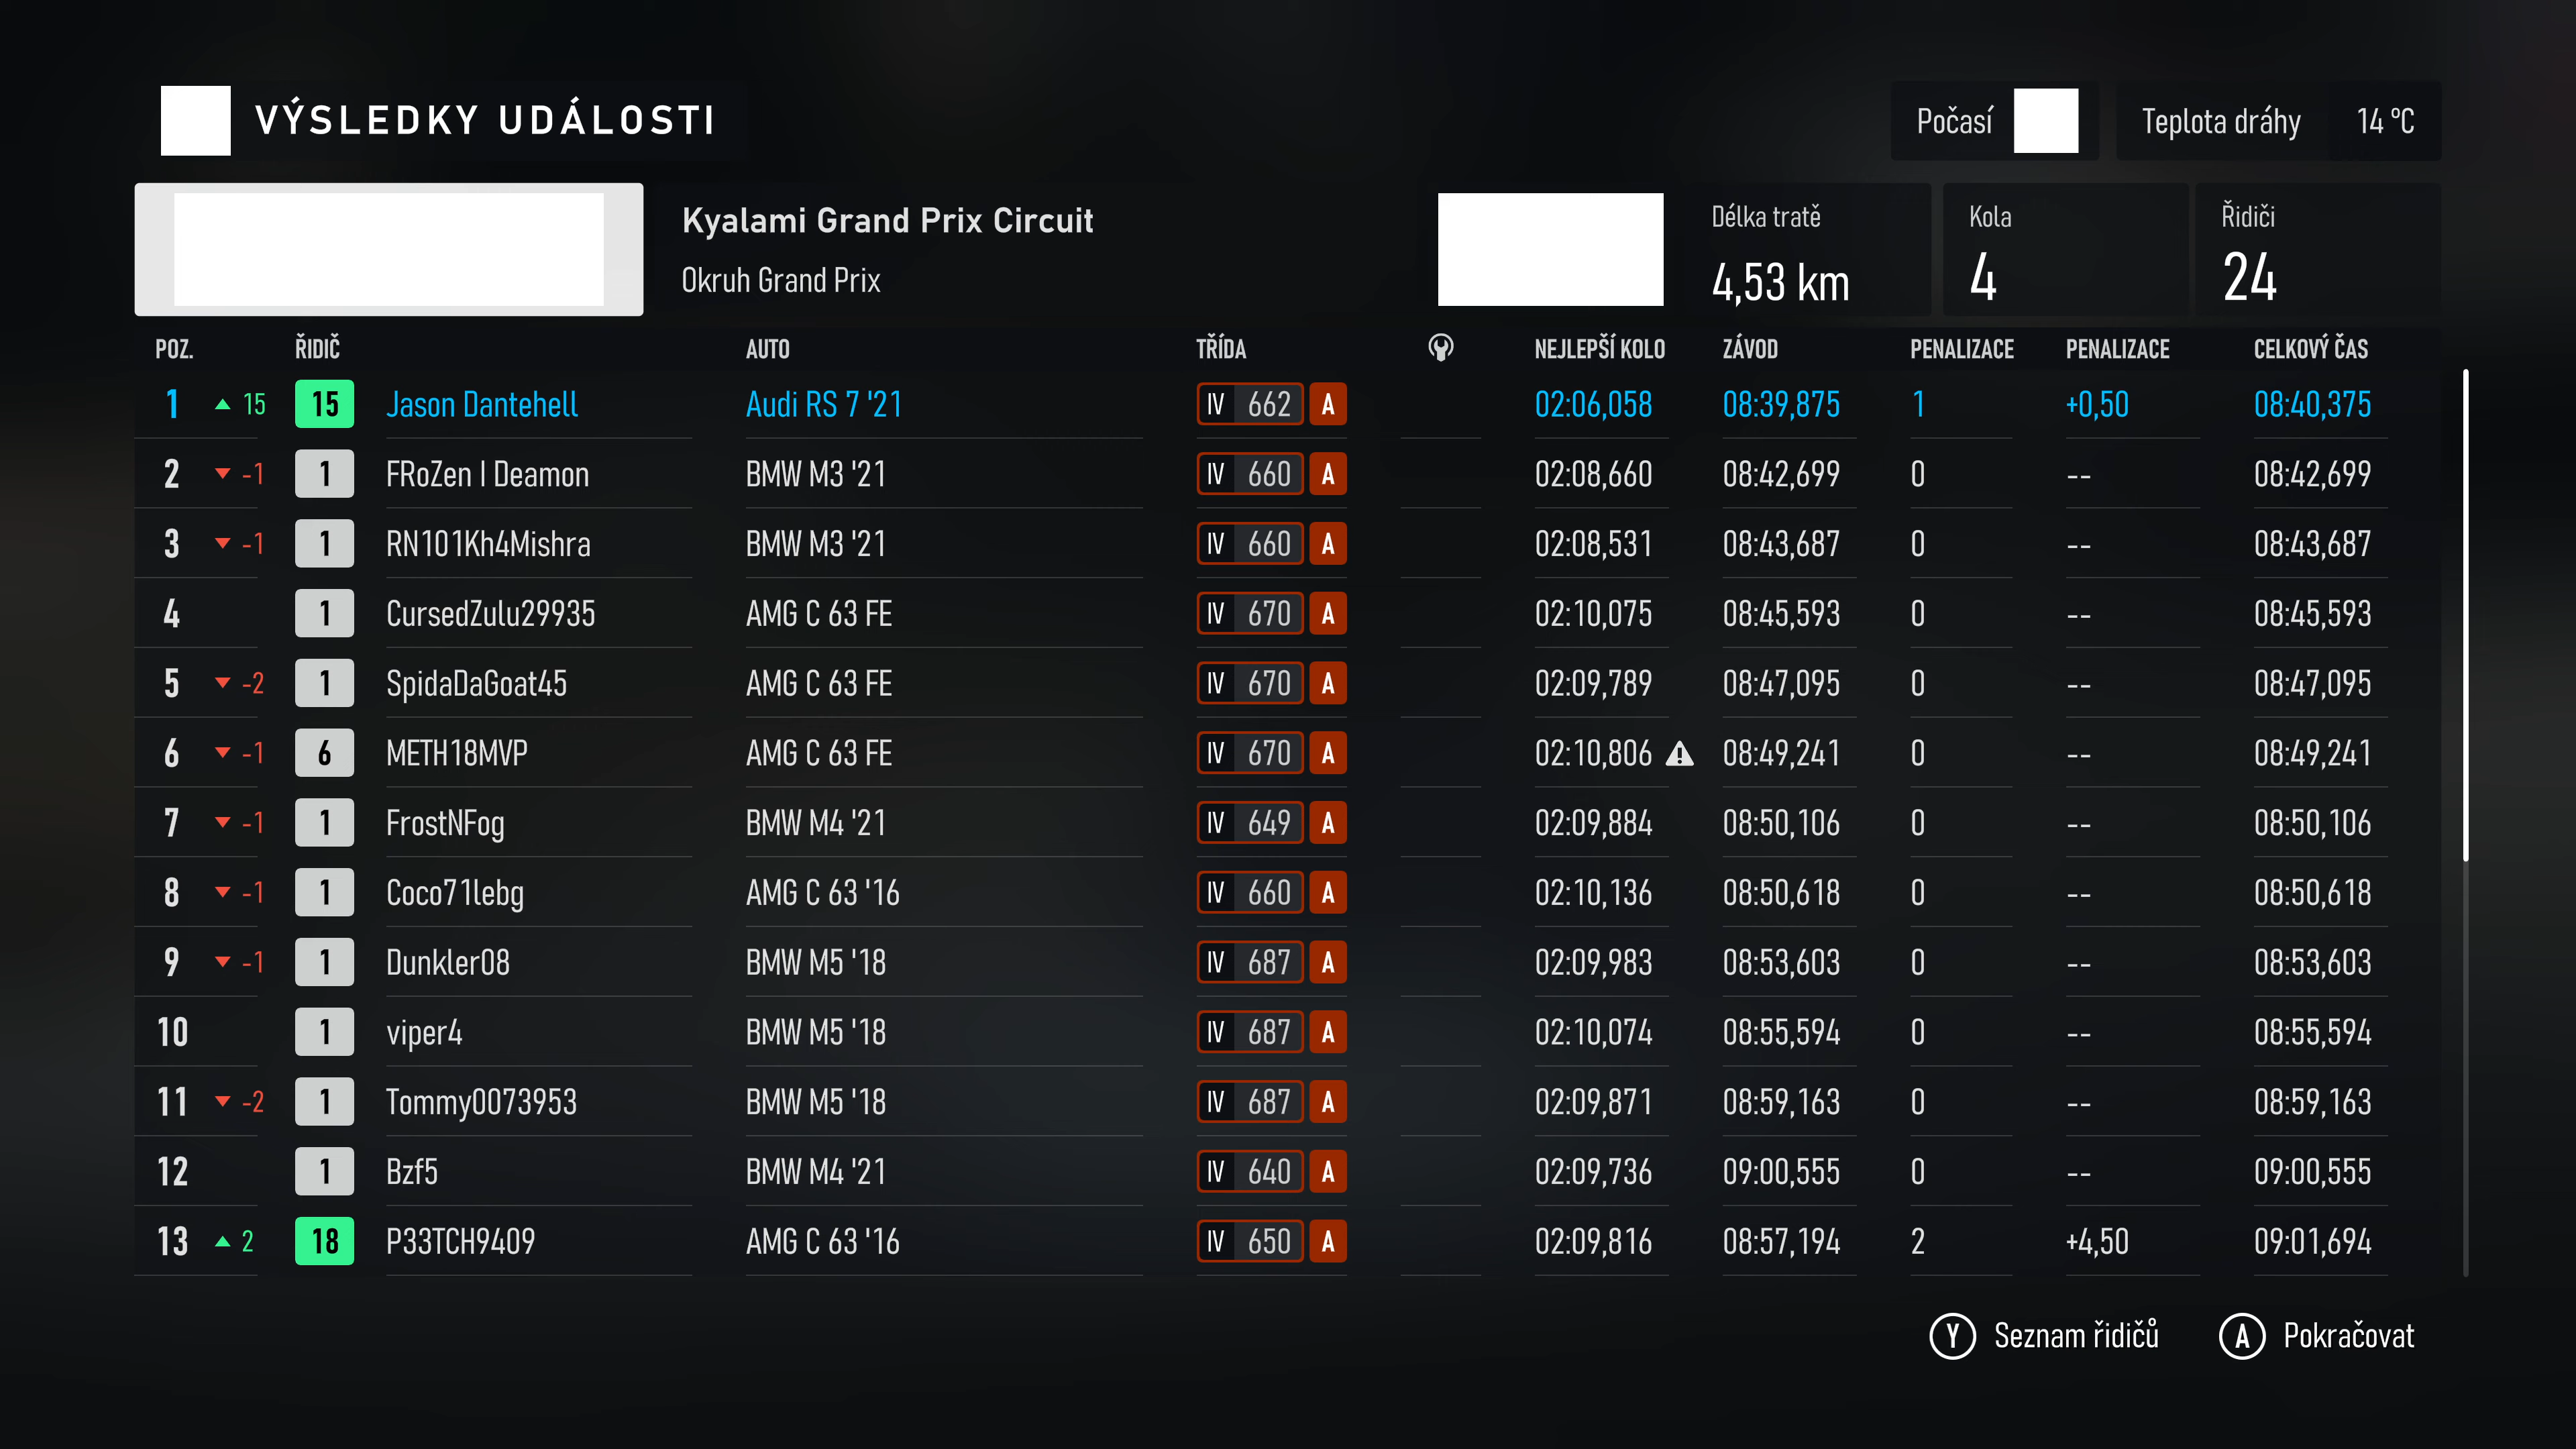 VÝSLEDKY UDÁLOSTI
Počasí
Teplota dráhy 14 °C
Kyalami Grand Prix Circuit
Okruh Grand Prix
Délka tratě
4,53 km
Kola
4
Řidiči
24
POZ. ŘIDIČ AUTO TŘÍDA NEJLEPŠÍ KOLO ZÁVOD PENALIZACE PENALIZACE CELKOVÝ ČAS
1 15 15 Jason Dantehell Audi RS 7 '21 IV 662 A 02:06,058 08:39,875 1 +0,50 08:40,375
2 -1 1 FRoZen I Deamon BMW M3 '21 IV 660 A 02:08,660 08:42,699 0 -- 08:42,699
3 -1 1 RN101Kh4Mishra BMW M3 '21 IV 660 A 02:08,531 08:43,687 0 -- 08:43,687
4 1 CursedZulu29935 AMG C 63 FE IV 670 A 02:10,075 08:45,593 0 -- 08:45,593
5 -2 1 SpidaDaGoat45 AMG C 63 FE IV 670 A 02:09,789 08:47,095 0 -- 08:47,095
6 -1 6 METH18MVP AMG C 63 FE IV 670 A 02:10,806 08:49,241 0 -- 08:49,241
7 -1 1 FrostNFog BMW M4 '21 IV 649 A 02:09,884 08:50,106 0 -- 08:50,106
8 -1 1 Coco71lebg AMG C 63 '16 IV 660 A 02:10,136 08:50,618 0 -- 08:50,618
9 -1 1 Dunkler08 BMW M5 '18 IV 687 A 02:09,983 08:53,603 0 -- 08:53,603
10 1 viper4 BMW M5 '18 IV 687 A 02:10,074 08:55,594 0 -- 08:55,594
11 -2 1 Tommy0073953 BMW M5 '18 IV 687 A 02:09,871 08:59,163 0 -- 08:59,163
12 1 Bzf5 BMW M4 '21 IV 640 A 02:09,736 09:00,555 0 -- 09:00,555
13 2 18 P33TCH9409 AMG C 63 '16 IV 650 A 02:09,816 08:57,194 2 +4,50 09:01,694
Y Seznam řidičů A Pokračovat